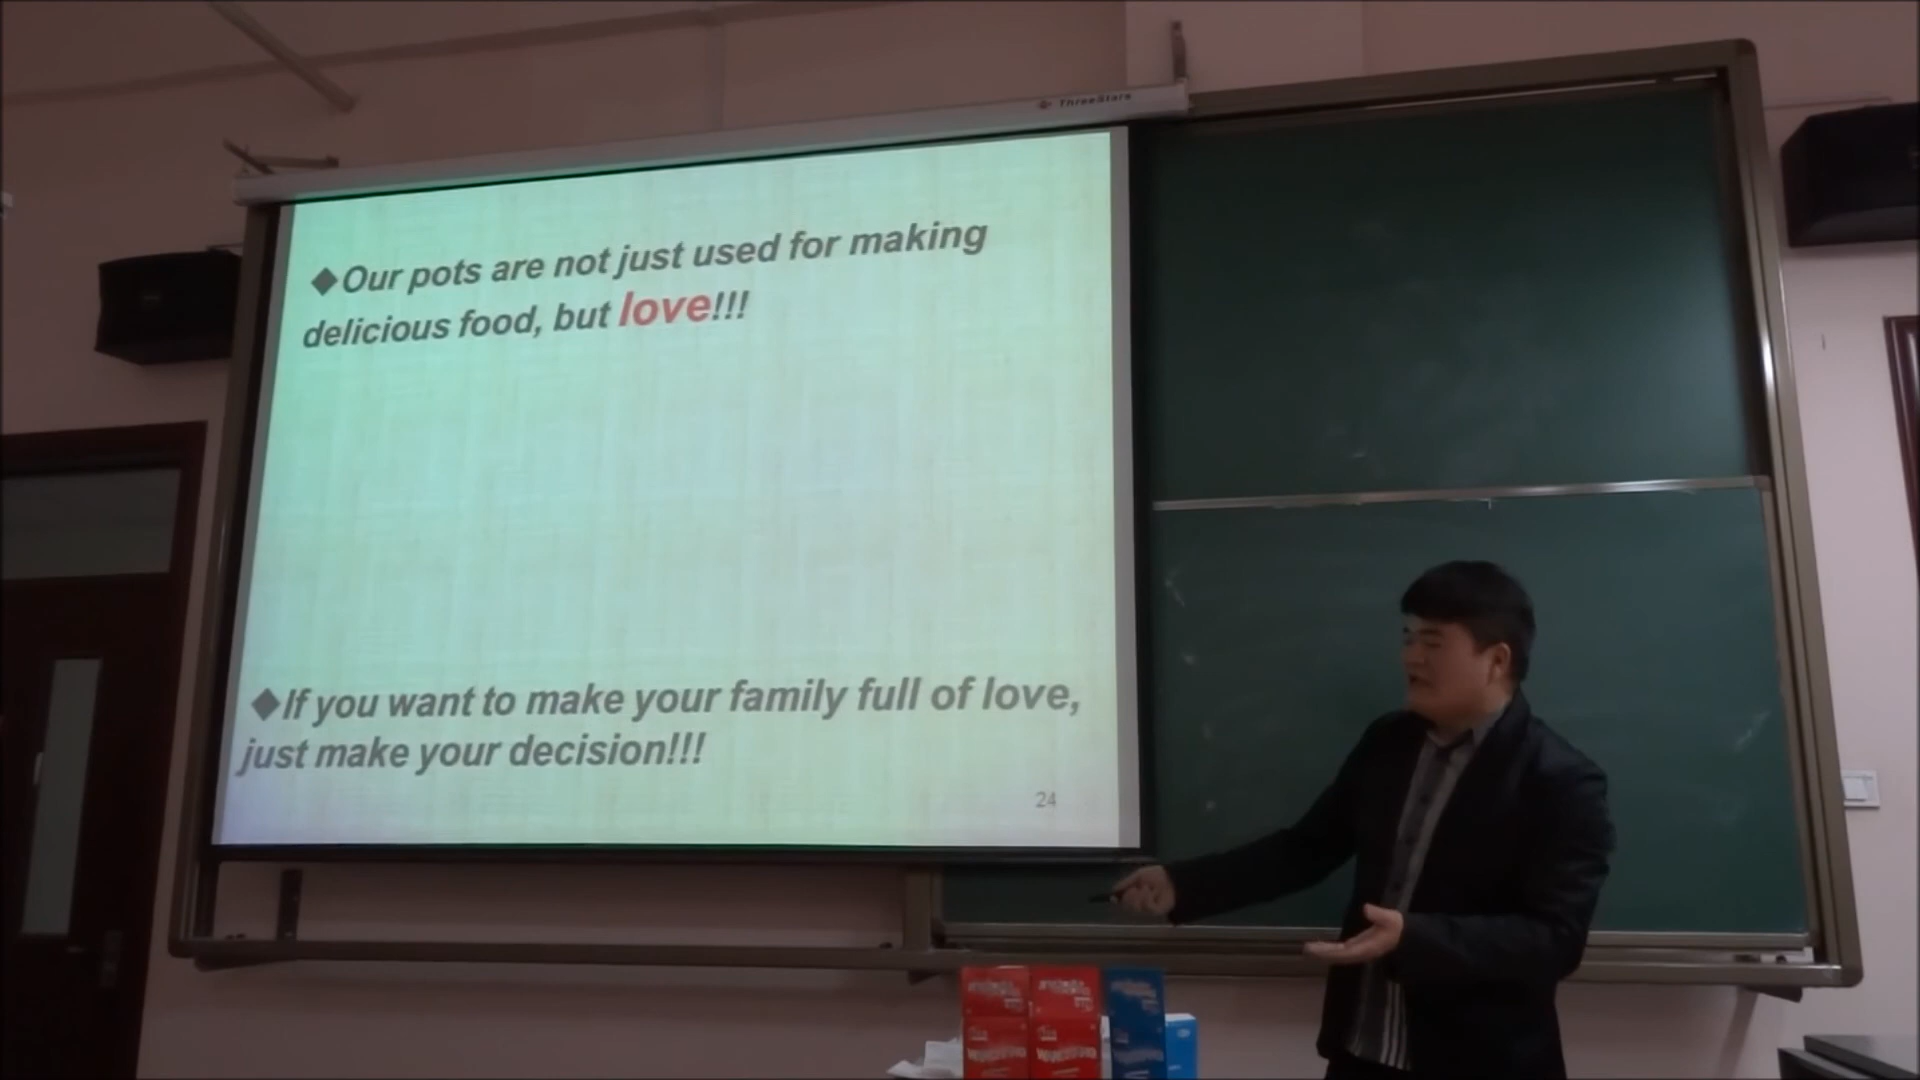 ThreeStars
◆Our pots are not just used for making
delicious food, but love!!!
◆If you want to make your family full of love,
just make your decision!!!
24